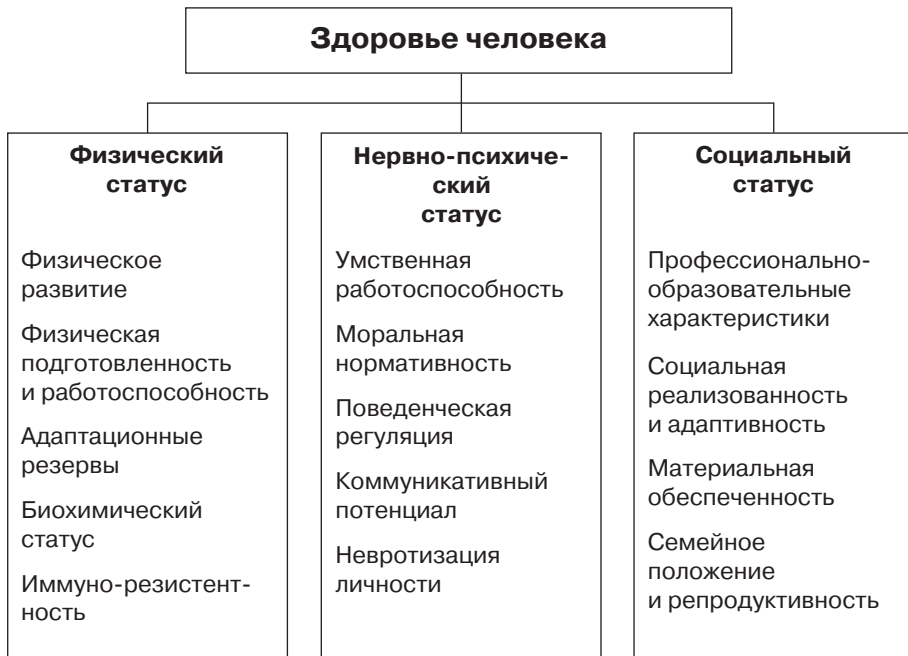 Здоровье человека
Физический
статус
Физическое
развитие
Физическая
подготовленность
и работоспособность
Адаптационные
резервы
Биохимический
статус
Иммуно-резистент-
ность
Нервно-психиче-
ский
статус
Умственная
работоспособность
Моральная
нормативность
Поведенческая
регуляция
Коммуникативный
потенциал
Невротизация
личности
Социальный
статус
Профессионально-
образовательные
характеристики
Социальная
реализованность
и адаптивность
Материальная
обеспеченность
Семейное
положение
и репродуктивность